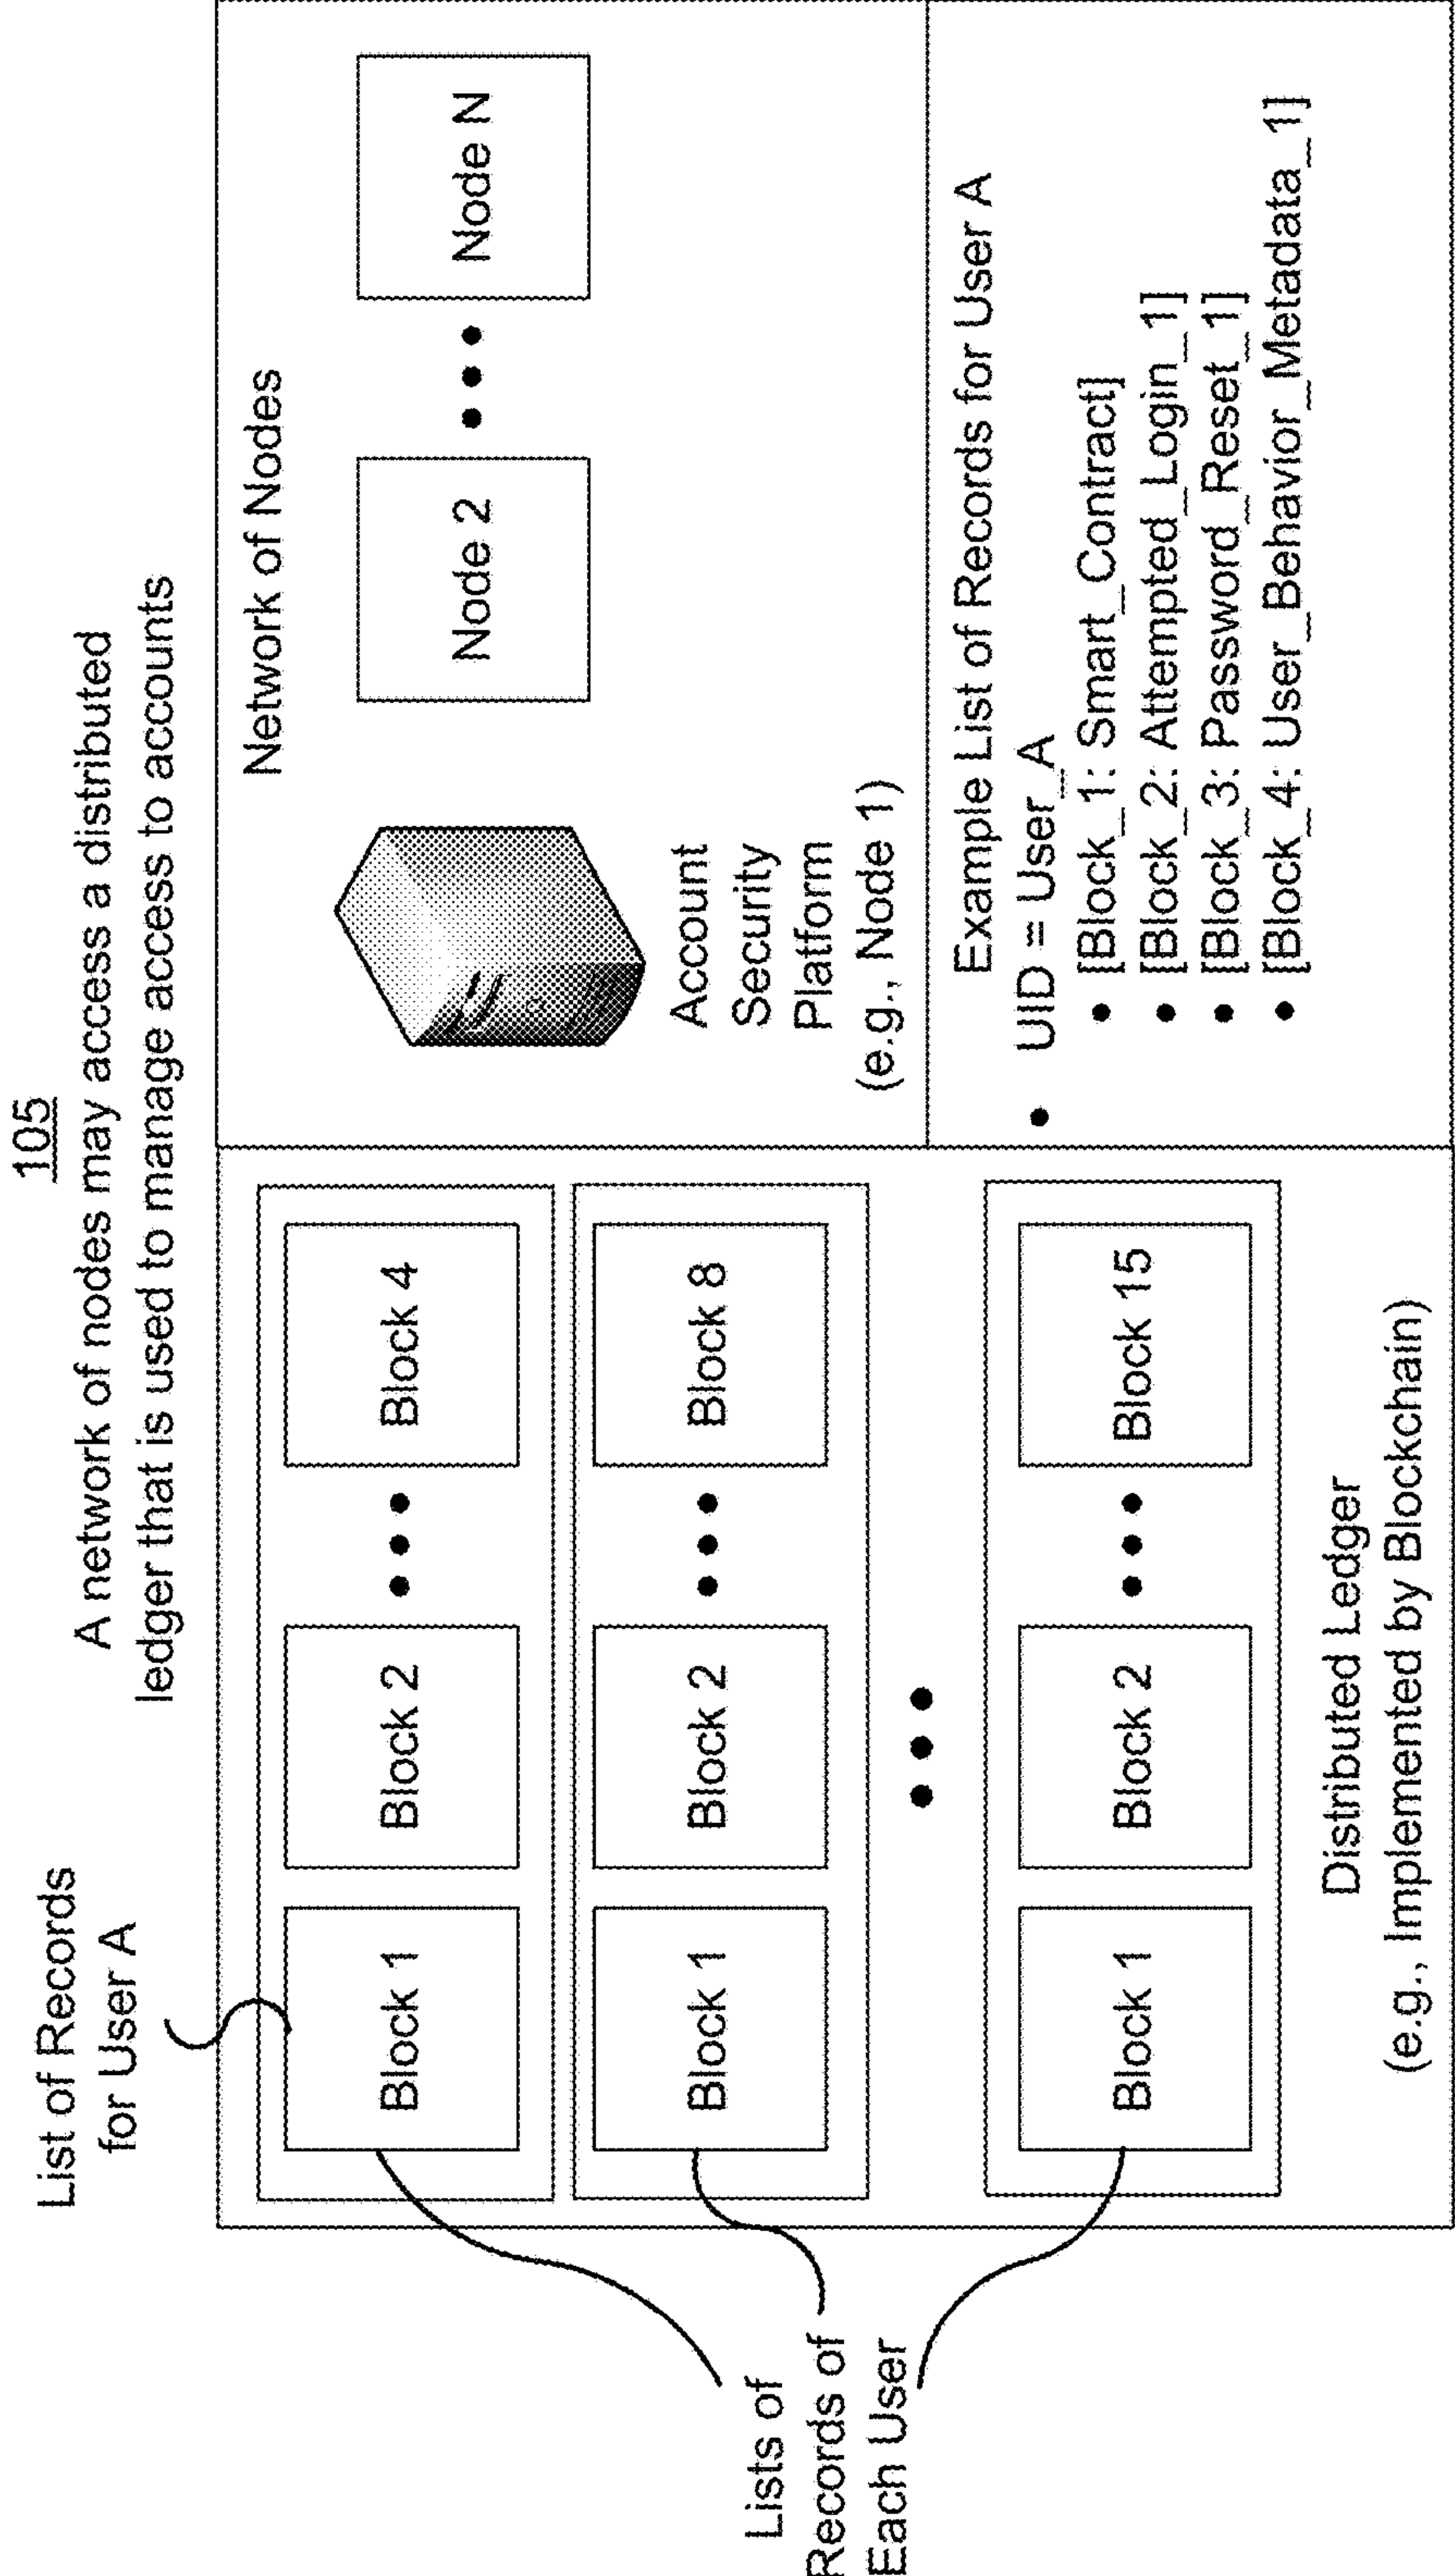 105
A network of nodes may access a distributed
ledger that is used to manage access to accounts
List of Records
for User A
Lists of
Records of
Each User
Block 1
Block 2
Block 4
Block 1
Block 2
Block 8
Block 1
Block 2
Block 15
Distributed Ledger
(e.g., Implemented by Blockchain)
Network of Nodes
Account
Security
Platform
(e.g., Node 1)
Node 2
Node N
Example List of Records for User A
• UID = User_A
• [Block_1: Smart_Contract]
• [Block_2: Attempted_Login_1]
• [Block_3: Password_Reset_1]
• [Block_4: User_Behavior_Metadata_1]